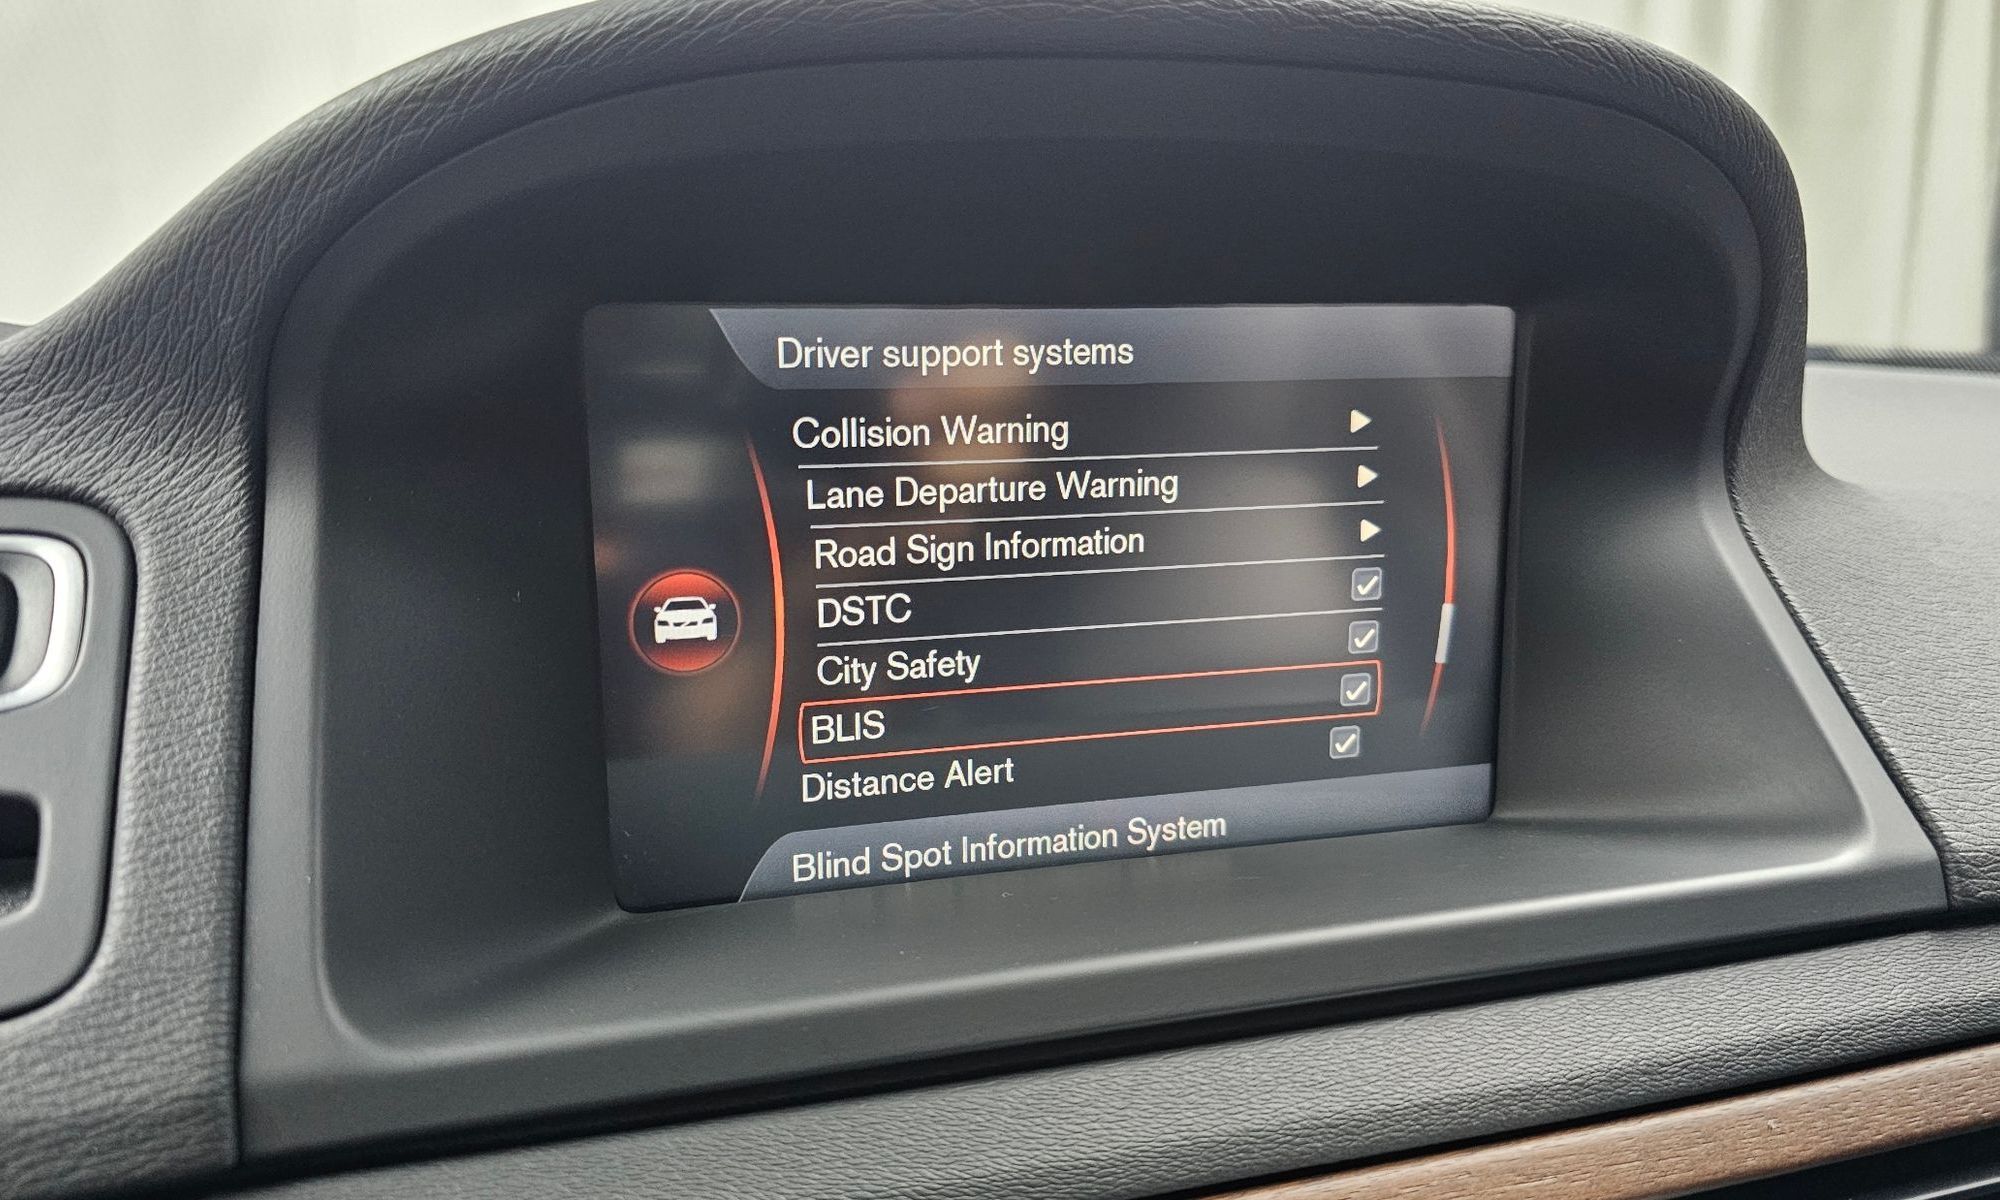 Driver support systems
Collision Warning
Lane Departure Warning
Road Sign Information
DSTC
City Safety
BLIS
Distance Alert
Blind Spot Information System